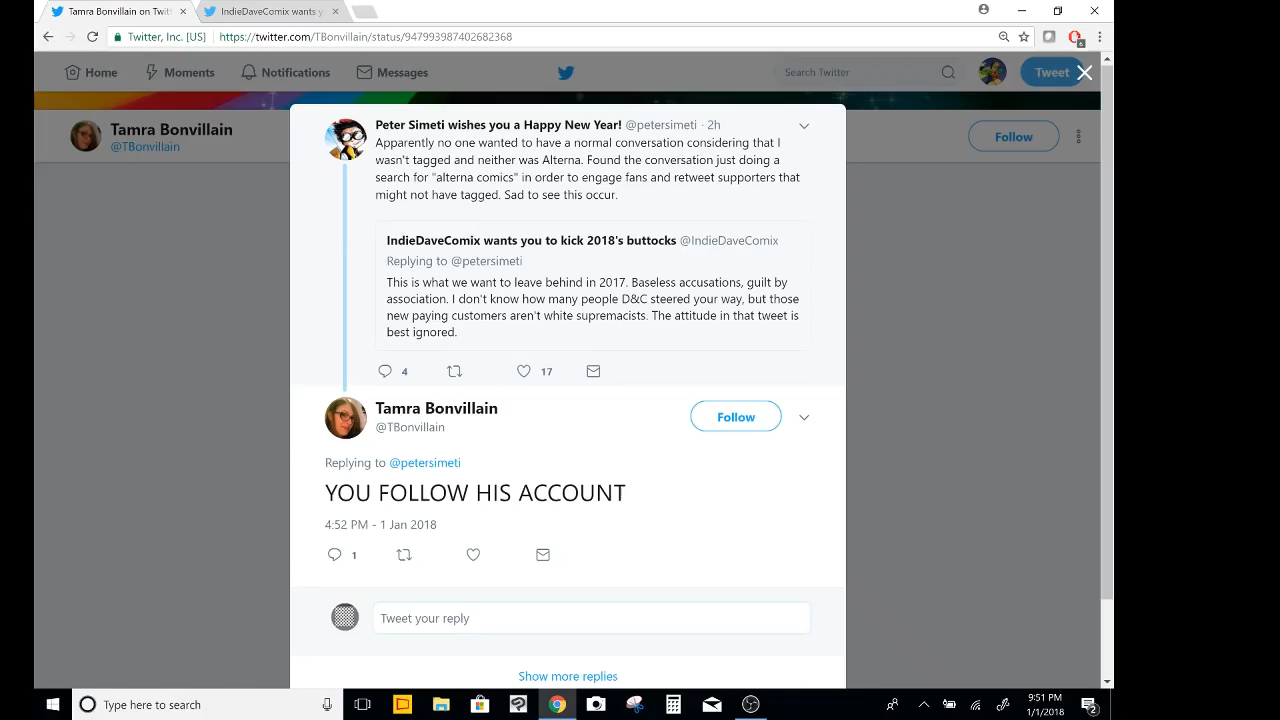 Tamra Bonvillain on Twitt
IndieDaveComix wants y
Twitter, Inc. [US]
https://twitter.com/TBonvillain/status/947993987402682368
6
Home
Moments
Notifications
Messages
Search Twitter
Tweet
Tamra Bonvillain
@TBonvillain
Follow
Peter Simeti wishes you a Happy New Year! @petersimeti · 2h
Apparently no one wanted to have a normal conversation considering that I
wasn't tagged and neither was Alterna. Found the conversation just doing a
search for "alterna comics" in order to engage fans and retweet supporters that
might not have tagged. Sad to see this occur.
IndieDaveComix wants you to kick 2018's buttocks @IndieDaveComix
Replying to @petersimeti
This is what we want to leave behind in 2017. Baseless accusations, guilt by
association. I don't know how many people D&C steered your way, but those
new paying customers aren't white supremacists. The attitude in that tweet is
best ignored.
4
17
Tamra Bonvillain
@TBonvillain
Follow
Replying to @petersimeti
YOU FOLLOW HIS ACCOUNT
4:52 PM - 1 Jan 2018
1
Tweet your reply
Show more replies
Type here to search
9:51 PM
1/1/2018
2